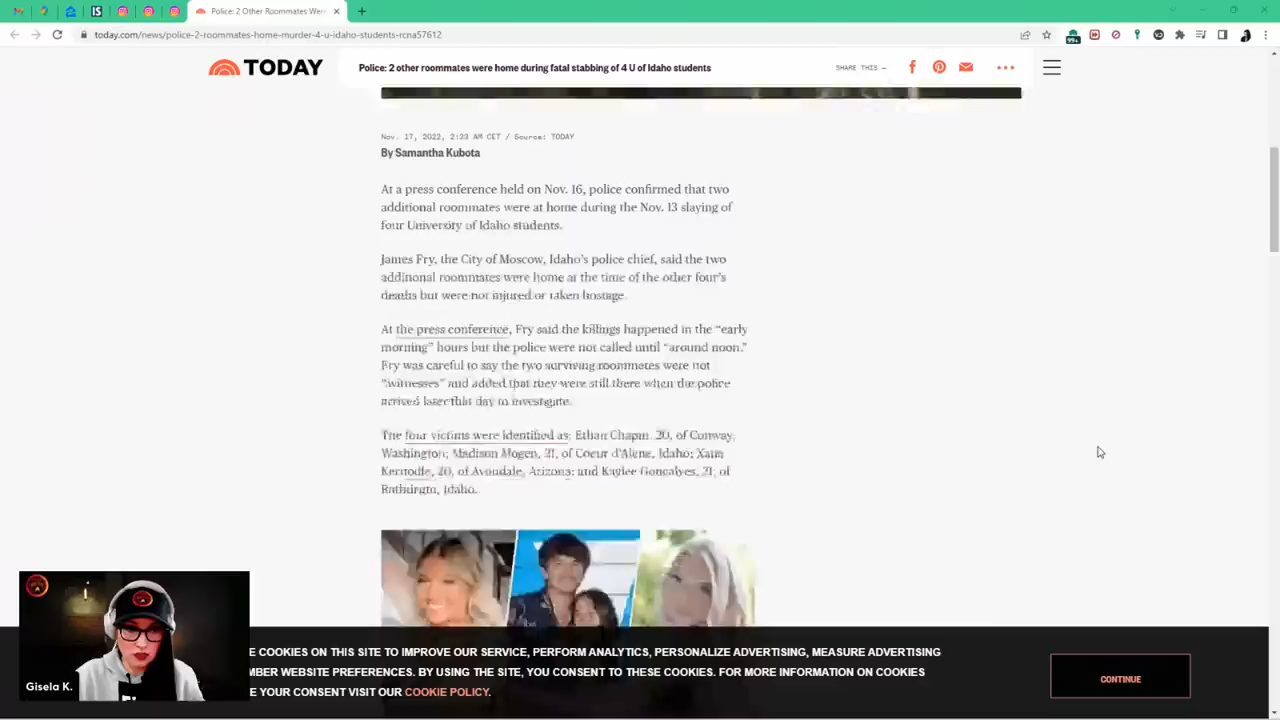 Police: 2 Other Roommates Wer
today.com/news/police-2-roommates-home-murder-4-u-idaho-students-rcna57612
99+
TODAY
Police: 2 other roommates were home during fatal stabbing of 4 U of Idaho students
SHARE THIS —
Nov. 17, 2022, 2:33 AM CET / Source: TODAY
By Samantha Kubota
At a press conference held on Nov. 16, police confirmed that two
additional roommates were at home during the Nov. 13 slaying of
four University of Idaho students.
James Fry, the City of Moscow, Idaho's police chief, said the two
additional roommates were home at the time of the other four's
deaths but were not injured or taken hostage.
At the press conference, Fry said the killings happened in the “early
morning” hours but the police were not called until “around noon.”
Fry was careful to say the two surviving roommates were not
“witnesses” and added that they were still there when the police
arrived later that day to investigate.
The four victims were identified as: Ethan Chapin, 20, of Conway,
Washington; Madison Mogen, 21, of Coeur d'Alene, Idaho; Xana
Kernodle, 20, of Avondale, Arizona; and Kaylee Goncalves, 21, of
Rathdrum, Idaho.
E COOKIES ON THIS SITE TO IMPROVE OUR SERVICE, PERFORM ANALYTICS, PERSONALIZE ADVERTISING, MEASURE ADVERTISING
MBER WEBSITE PREFERENCES. BY USING THE SITE, YOU CONSENT TO THESE COOKIES. FOR MORE INFORMATION ON COOKIES
E YOUR CONSENT VISIT OUR COOKIE POLICY.
CONTINUE
Gisela K.